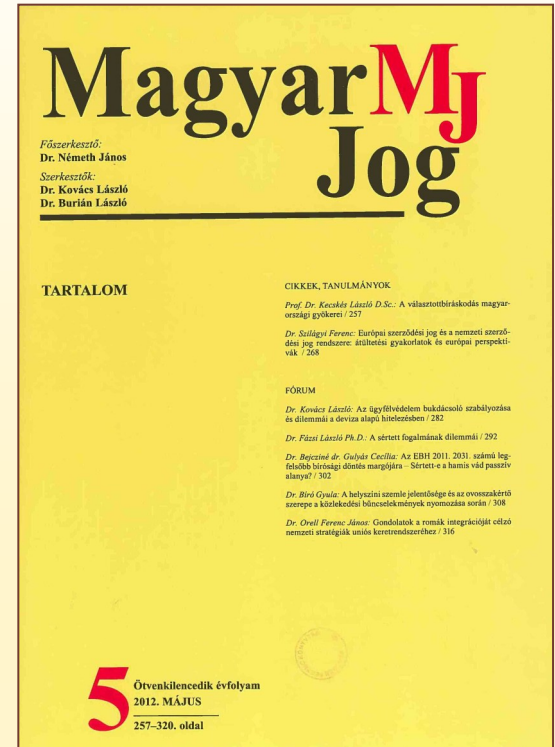 MagyarMJ
Jog
Főszerkesztő:
Dr. Németh János
Szerkesztők:
Dr. Kovács László
Dr. Burián László
TARTALOM
CIKKEK, TANULMÁNYOK
Prof. Dr. Kecskés László D.Sc.: A választottbíráskodás magyar-
országi gyökerei / 257
Dr. Szilágyi Ferenc: Európai szerződési jog és a nemzeti szerző-
dési jog rendszere: átültetési gyakorlatok és európai perspektí-
vák / 268
FÓRUM
Dr. Kovács László: Az ügyfélvédelem bukdácsoló szabályozása
és dilemmái a deviza alapú hitelezésben / 282
Dr. Fázsi László Ph.D.: A sértett fogalmának dilemmái / 292
Dr. Bejcziné dr. Gulyás Cecília: Az EBH 2011. 2031. számú leg-
felsőbb bírósági döntés margójára – Sértett-e a hamis vád passzív
alanya? / 302
Dr. Bíró Gyula: A helyszíni szemle jelentősége és az ovosszakértő
szerepe a közlekedési bűncselekmények nyomozása során / 308
Dr. Orell Ferenc János: Gondolatok a romák integrációját célzó
nemzeti stratégiák uniós keretrendszeréhez / 316
5
Ötvenkilencedik évfolyam
2012. MÁJUS
257–320. oldal